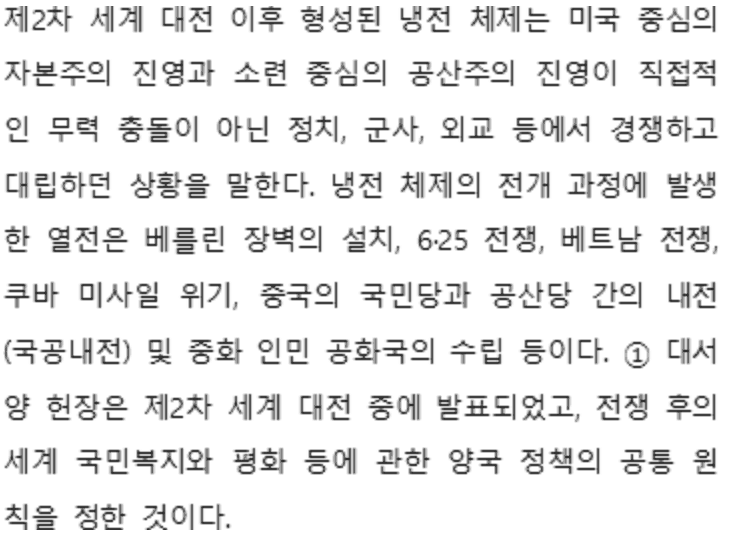 제2차 세계 대전 이후 형성된 냉전 체제는 미국 중심의
자본주의 진영과 소련 중심의 공산주의 진영이 직접적
인 무력 충돌이 아닌 정치, 군사, 외교 등에서 경쟁하고
대립하던 상황을 말한다. 냉전 체제의 전개 과정에 발생
한 열전은 베를린 장벽의 설치, 6·25 전쟁, 베트남 전쟁,
쿠바 미사일 위기, 중국의 국민당과 공산당 간의 내전
(국공내전) 및 중화 인민 공화국의 수립 등이다. ① 대서
양 헌장은 제2차 세계 대전 중에 발표되었고, 전쟁 후의
세계 국민복지와 평화 등에 관한 양국 정책의 공통 원
칙을 정한 것이다.